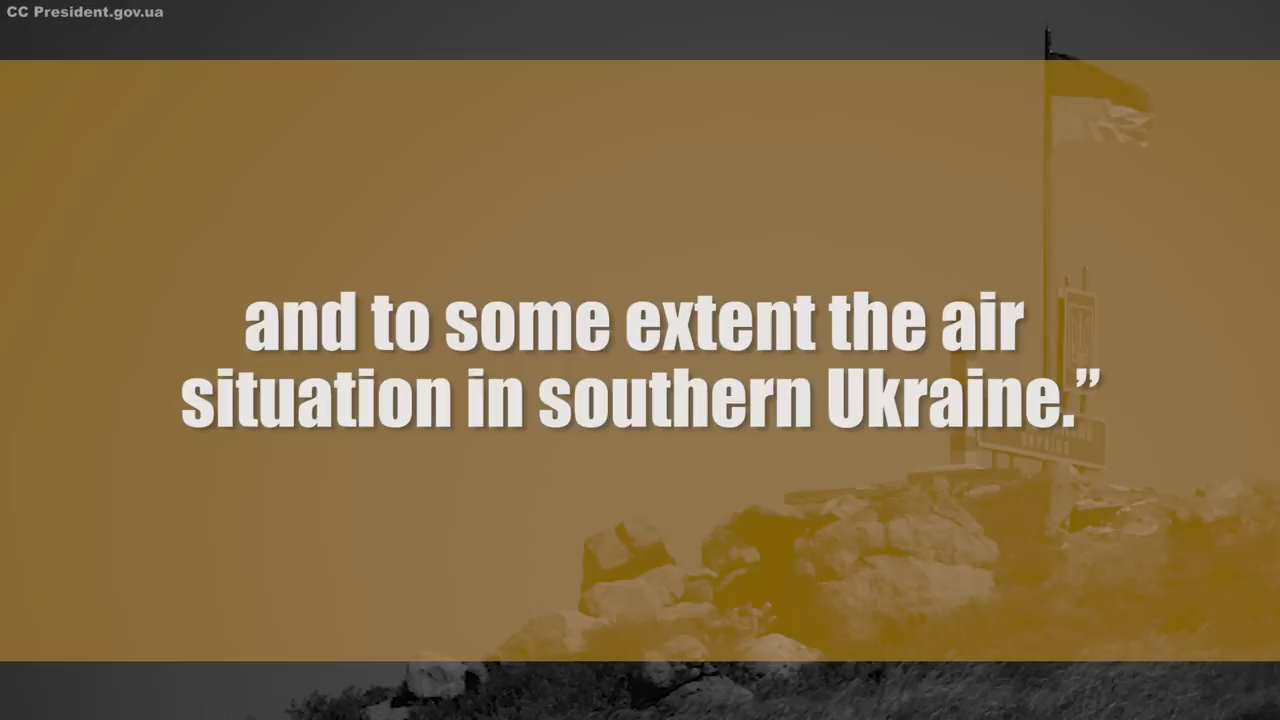 CC President.gov.ua
and to some extent the air
situation in southern Ukraine.”